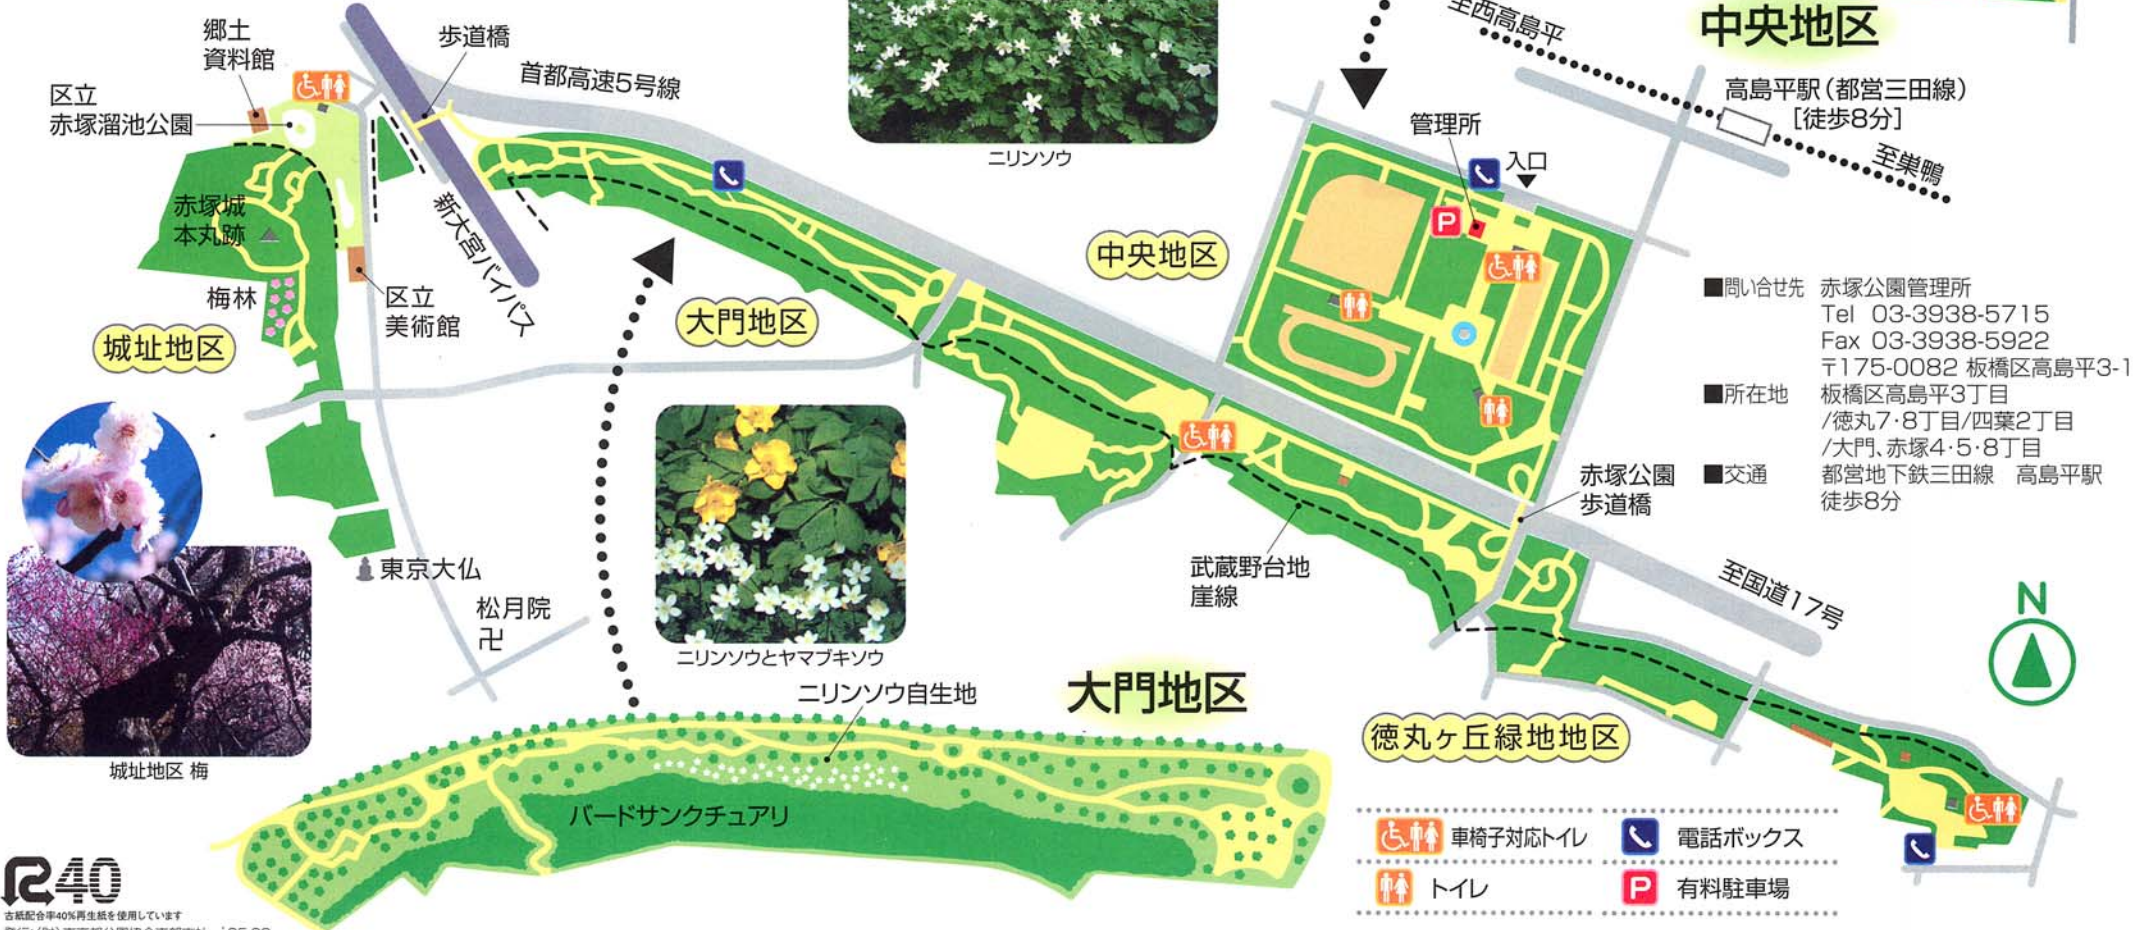 郷土
資料館
歩道橋
首都高速5号線
区立
赤塚溜池公園
赤塚城
本丸跡
新大宮バイパス
梅林
区立
美術館
城址地区
大門地区
ニリンソウ
至西高島平
中央地区
高島平駅(都営三田線)
[徒歩8分]
至巣鴨
管理所
入口
P
中央地区
■問い合せ先 赤塚公園管理所
Tel 03-3938-5715
Fax 03-3938-5922
〒175-0082 板橋区高島平3-1
■所在地 板橋区高島平3丁目
/徳丸7・8丁目/四葉2丁目
/大門、赤塚4・5・8丁目
■交通 都営地下鉄三田線 高島平駅
徒歩8分
赤塚公園
歩道橋
武蔵野台地
崖線
至国道17号
N
東京大仏
松月院
卍
城址地区 梅
ニリンソウとヤマブキソウ
ニリンソウ自生地
大門地区
バードサンクチュアリ
徳丸ヶ丘緑地地区
車椅子対応トイレ
電話ボックス
トイレ
P 有料駐車場
R40
古紙配合率40%再生紙を使用しています